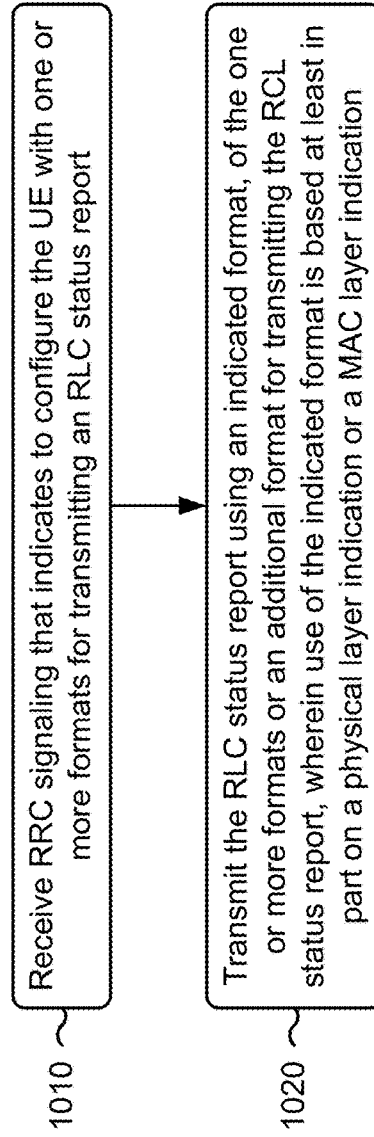 1010
Receive RRC signaling that indicates to configure the UE with one or
more formats for transmitting an RLC status report
1020
Transmit the RLC status report using an indicated format, of the one
or more formats or an additional format for transmitting the RCL
status report, wherein use of the indicated format is based at least in
part on a physical layer indication or a MAC layer indication